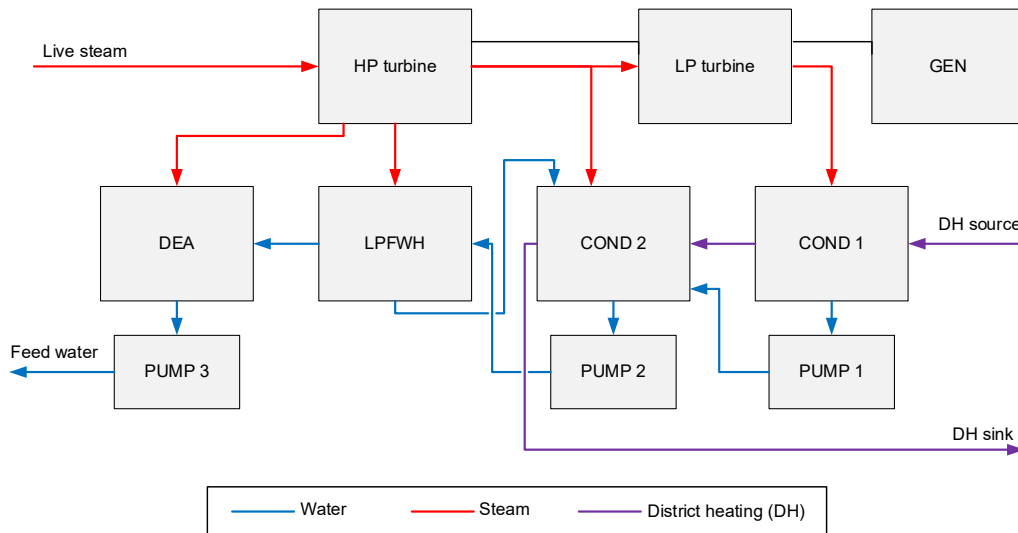 Live steam
HP turbine
LP turbine
GEN
DEA
LPFWH
COND 2
COND 1
DH source
Feed water
PUMP 3
PUMP 2
PUMP 1
DH sink
Water
Steam
District heating (DH)